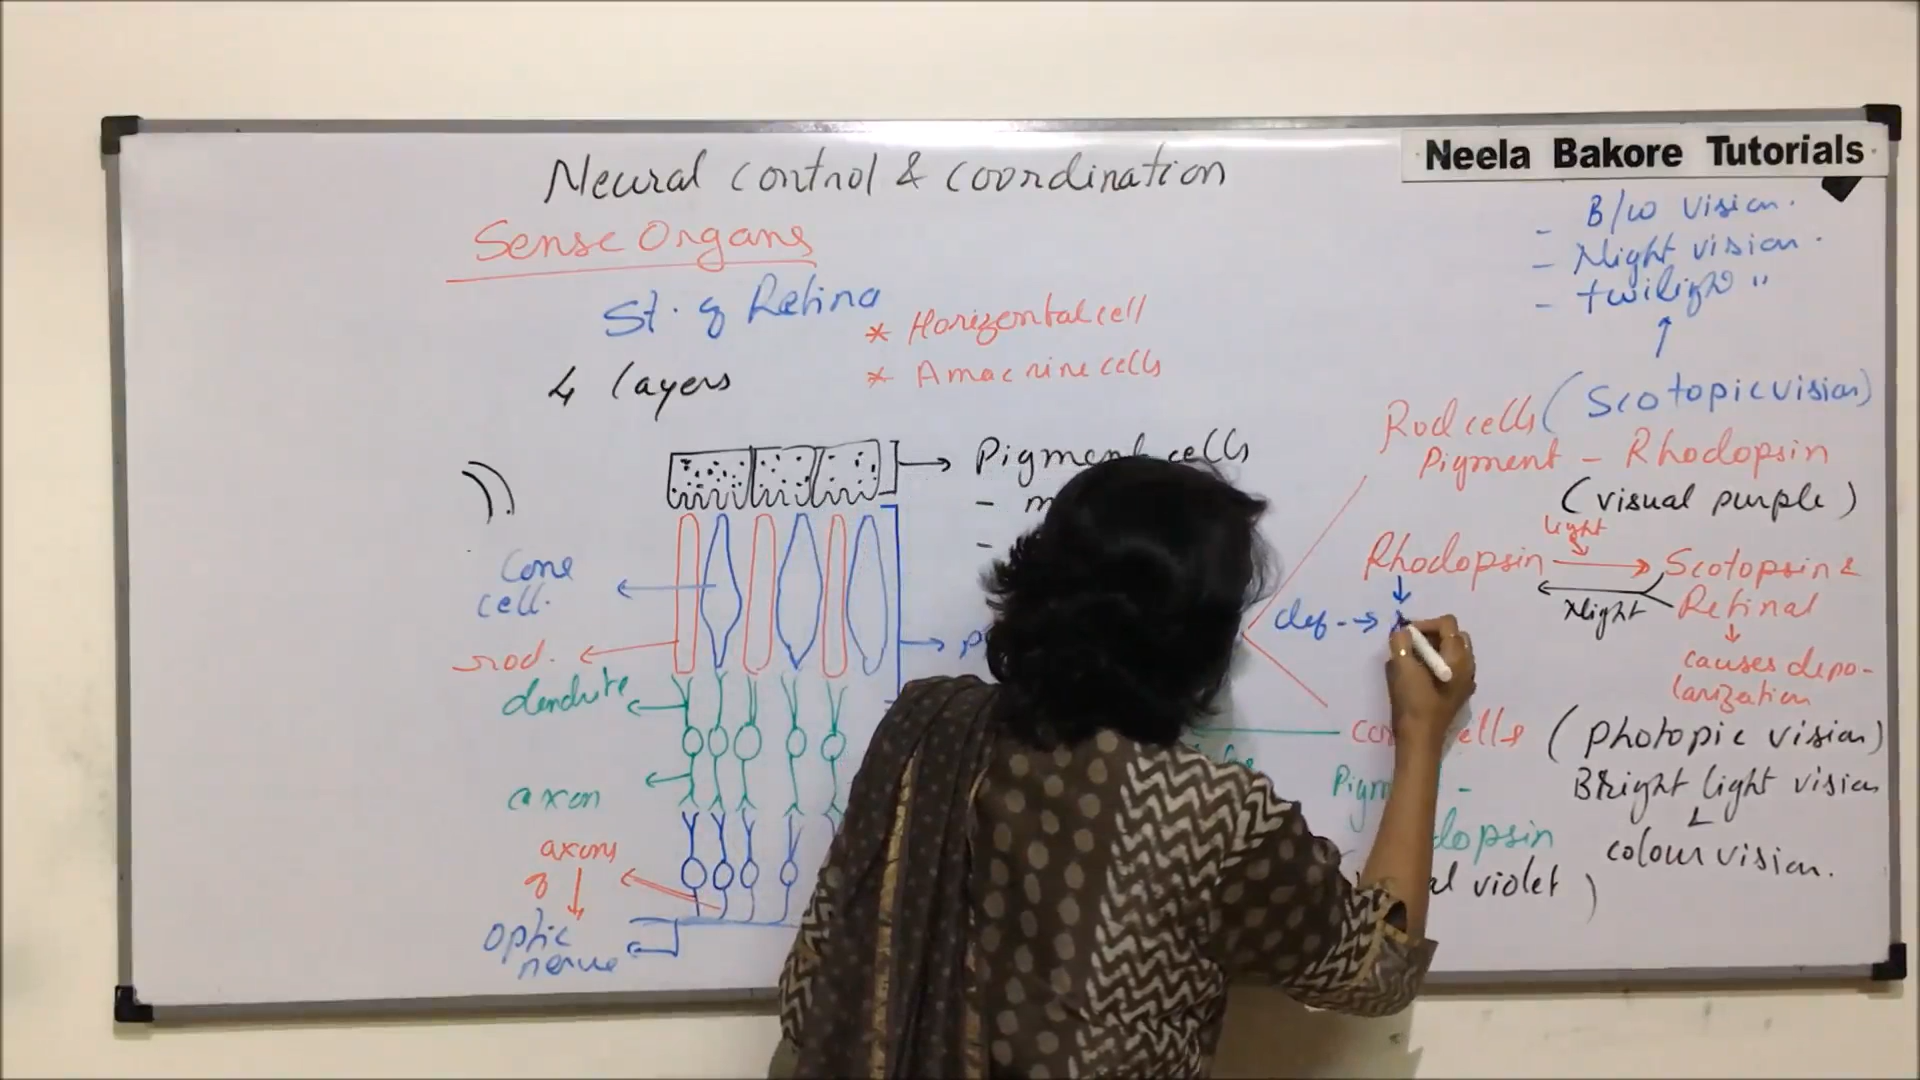 Neela Bakore Tutorials
Neural control & coordination
Sense Organs
St. of Retina
* Horizontal cell
* Amacrine cells
4 layers
Pigment cells
Cone
cell.
rod.
dendrite
axon
axons
optic
nerve
- B/W vision.
- Night vision.
- twilight "
Rod cells (Scotopic vision)
Pigment - Rhodopsin
(visual purple)
light
Rhodopsin → Scotopsin &
Retinal
causes depo-
larization
def. →
(Photopic vision)
Bright light vision
&
colour vision.
violet)